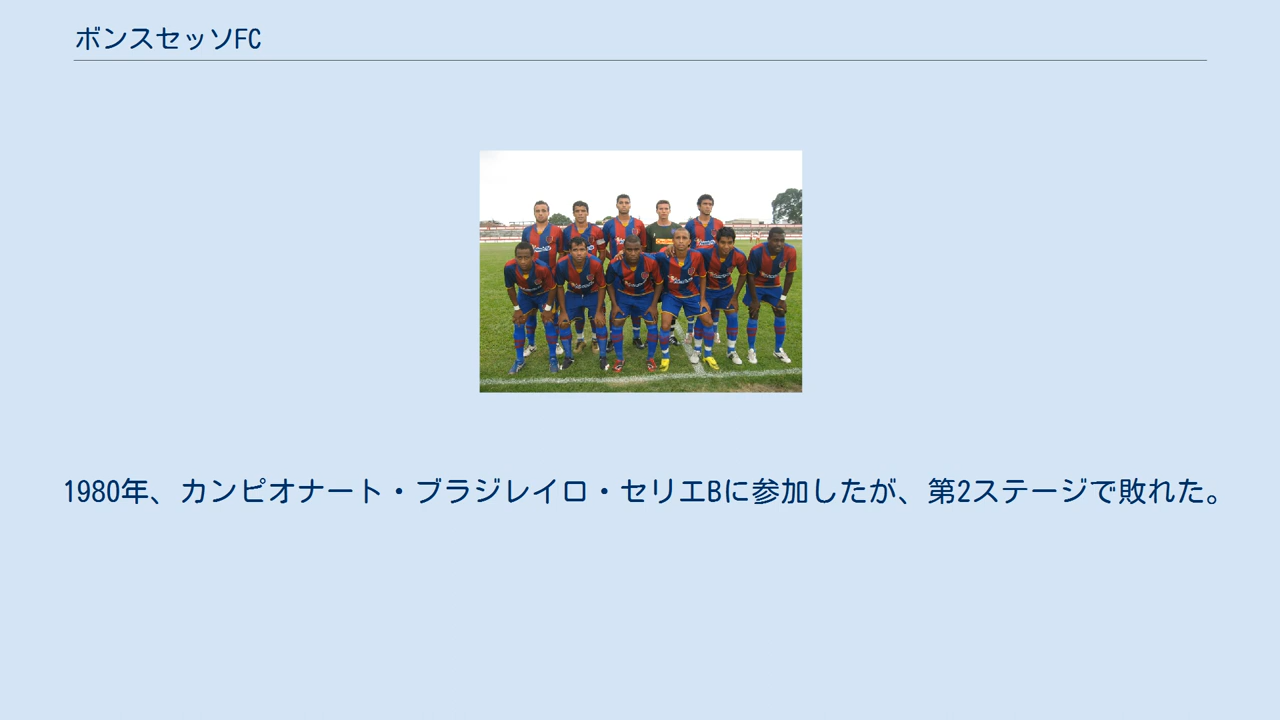 ボンスセッソFC
1980年、カンピオナート・ブラジレイロ・セリエBに参加したが、第2ステージで敗れた。